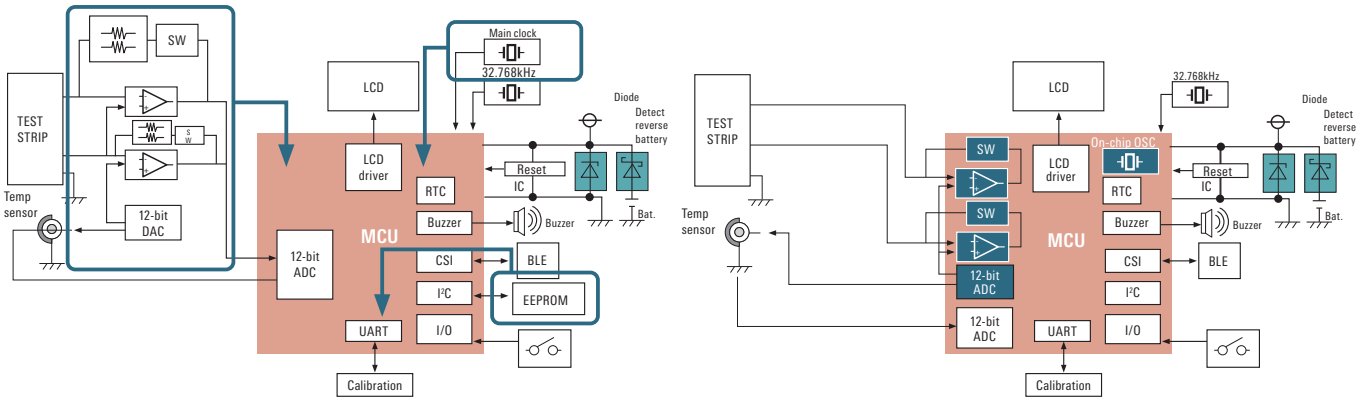 SW
TEST
STRIP
S
W
Temp
sensor
12-bit
DAC
Main clock
32.768kHz
LCD
LCD
driver
RTC
Buzzer
MCU
12-bit
ADC
CSI
I²C
UART
I/O
Calibration
Reset
IC
Diode
Detect
reverse
battery
Bat.
Buzzer
BLE
EEPROM
TEST
STRIP
Temp
sensor
LCD
32.768kHz
SW
SW
12-bit
ADC
12-bit
ADC
LCD
driver
On-chip OSC
RTC
Buzzer
MCU
CSI
I²C
UART
I/O
Calibration
Reset
IC
Diode
Detect
reverse
battery
Bat.
Buzzer
BLE